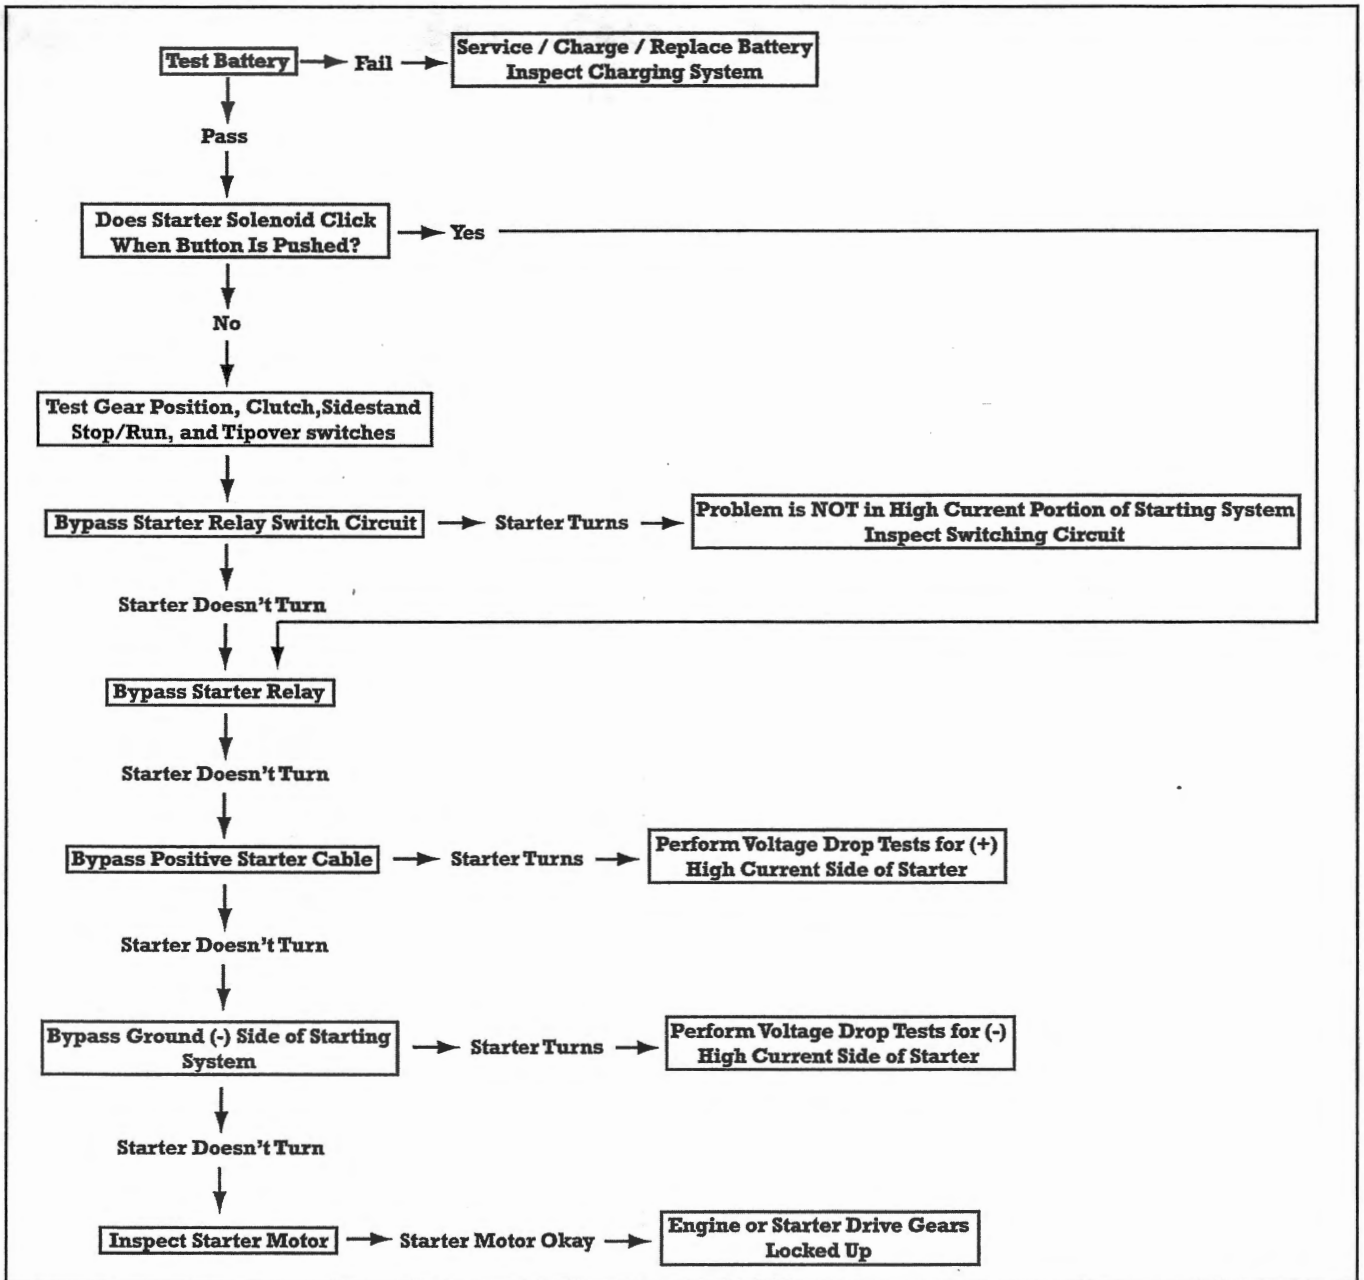 Test Battery
Fail
Service / Charge / Replace Battery
Inspect Charging System
Pass
Does Starter Solenoid Click
When Button Is Pushed?
Yes
No
Test Gear Position, Clutch,Sidestand
Stop/Run, and Tipover switches
Bypass Starter Relay Switch Circuit
Starter Turns
Problem is NOT in High Current Portion of Starting System
Inspect Switching Circuit
Starter Doesn't Turn
Bypass Starter Relay
Starter Doesn't Turn
Bypass Positive Starter Cable
Starter Turns
Perform Voltage Drop Tests for (+)
High Current Side of Starter
Starter Doesn't Turn
Bypass Ground (-) Side of Starting
System
Starter Turns
Perform Voltage Drop Tests for (-)
High Current Side of Starter
Starter Doesn't Turn
Inspect Starter Motor
Starter Motor Okay
Engine or Starter Drive Gears
Locked Up